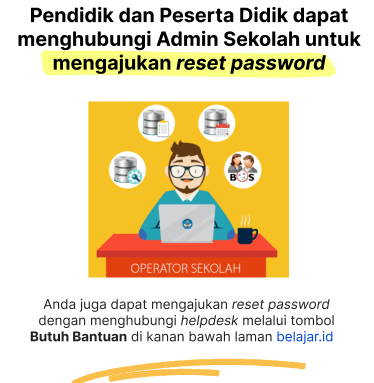 Pendidik dan Peserta Didik dapat
menghubungi Admin Sekolah untuk
mengajukan reset password
BOS
OPERATOR SEKOLAH
Anda juga dapat mengajukan reset password
dengan menghubungi helpdesk melalui tombol
Butuh Bantuan di kanan bawah laman belajar.id